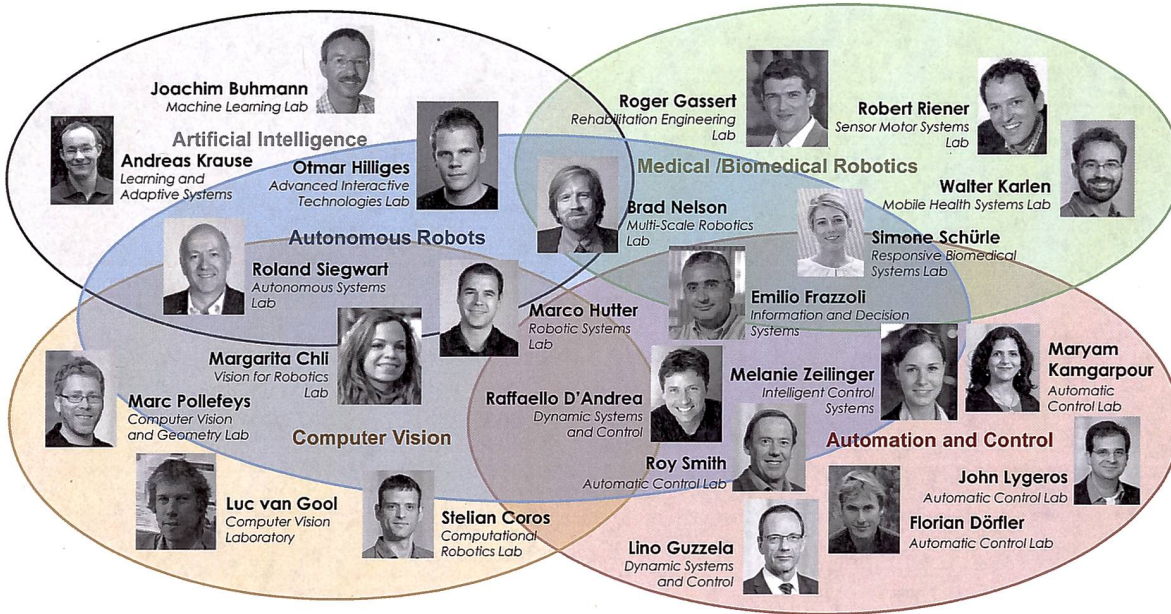 Joachim Buhmann
Machine Learning Lab
Artificial Intelligence
Andreas Krause
Learning and
Adaptive Systems
Otmar Hilliges
Advanced Interactive
Technologies Lab
Roger Gassert
Rehabilitation Engineering
Lab
Robert Riener
Sensor Motor Systems
Lab
Medical /Biomedical Robotics
Walter Karlen
Mobile Health Systems Lab
Brad Nelson
Multi-Scale Robotics
Lab
Simone Schürle
Responsive Biomedical
Systems Lab
Autonomous Robots
Roland Siegwart
Autonomous Systems
Lab
Marco Hutter
Robotic Systems
Lab
Emilio Frazzoli
Information and Decision
Systems
Margarita Chli
Vision for Robotics
Lab
Marc Pollefeys
Computer Vision
and Geometry Lab
Raffaello D'Andrea
Dynamic Systems
and Control
Melanie Zeilinger
Intelligent Control
Systems
Maryam
Kamgarpour
Automatic
Control Lab
Computer Vision
Automation and Control
Roy Smith
Automatic Control Lab
John Lygeros
Automatic Control Lab
Luc van Gool
Computer Vision
Laboratory
Stelian Coros
Computational
Robotics Lab
Florian Dörfler
Automatic Control Lab
Lino Guzzela
Dynamic Systems
and Control